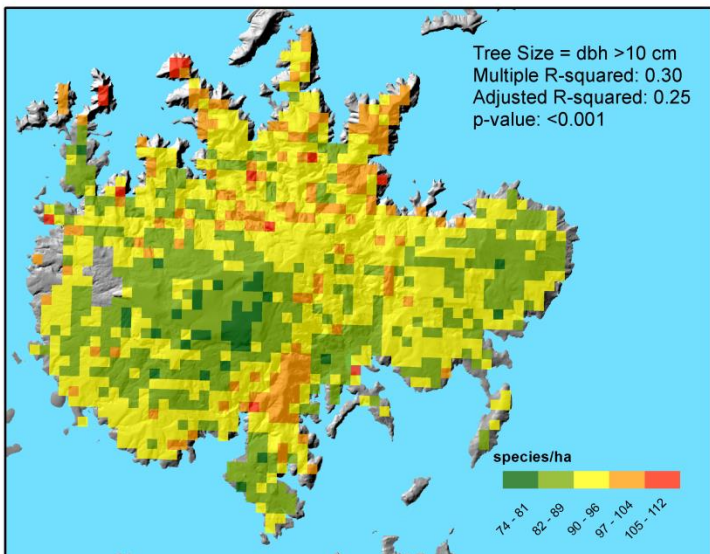 Tree Size = dbh >10 cm
Multiple R-squared: 0.30
Adjusted R-squared: 0.25
p-value: <0.001
species/ha
74 - 81
82 - 89
90 - 96
97 - 104
105 - 112